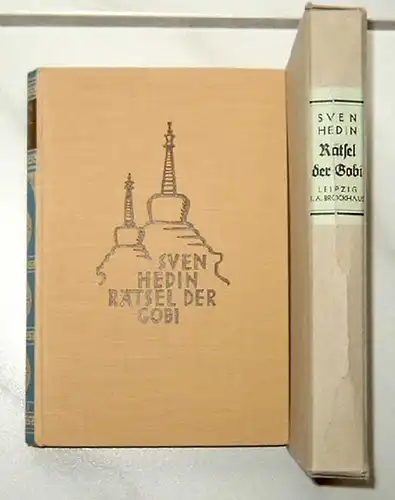 SVEN
HEDIN
RÄTSEL DER
GOBI
SVEN
HEDIN
Rätsel
der Gobi
LEIPZIG
F. A. BROCKHAUS